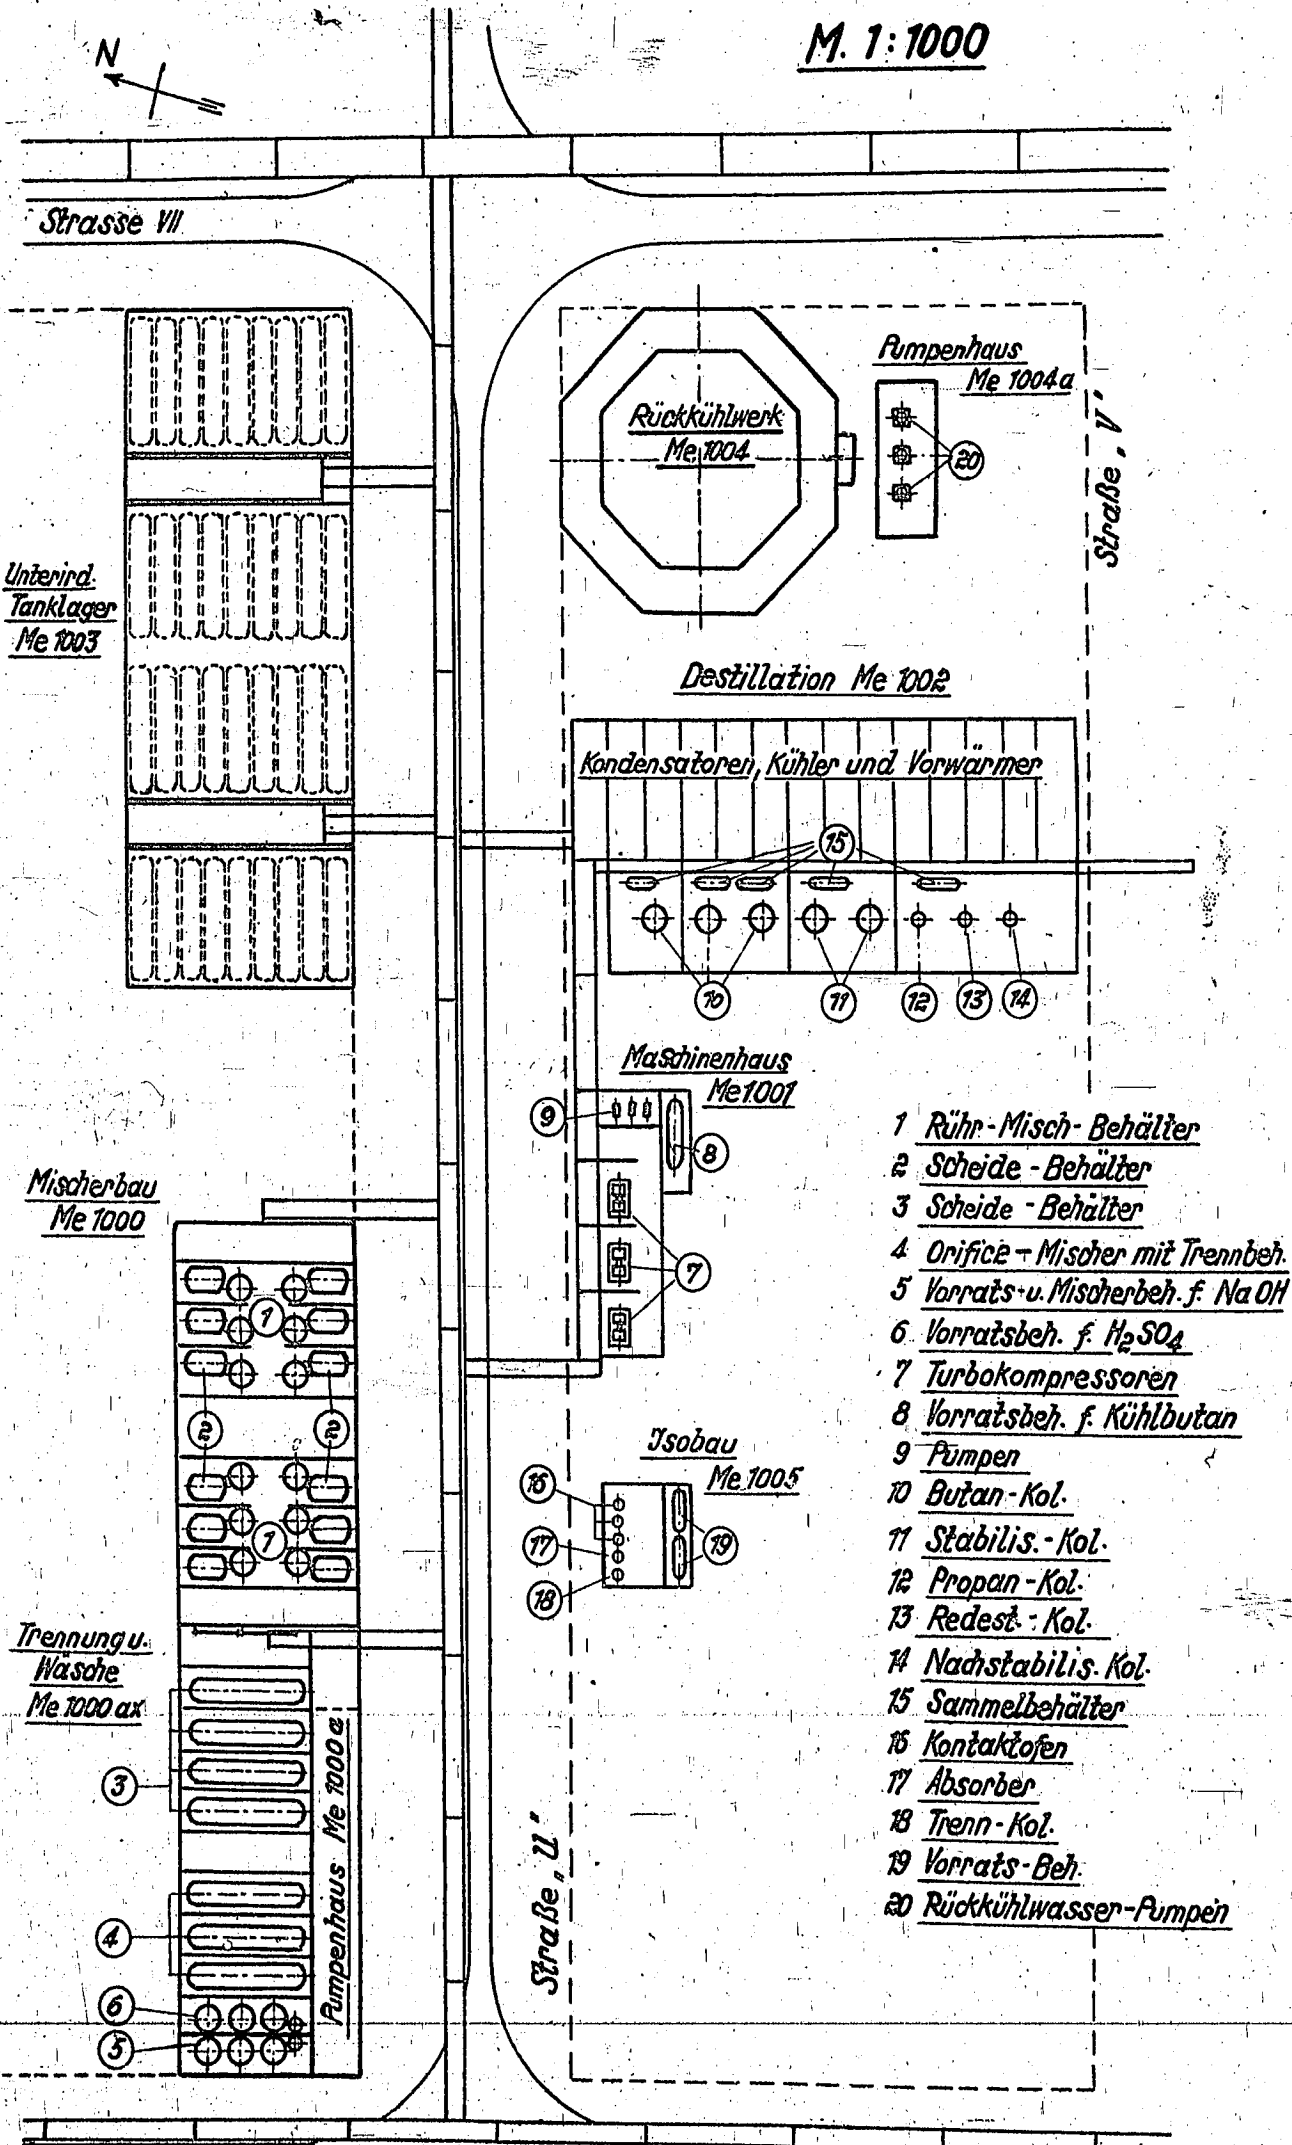 M. 1:1000
N
Strasse VII
Pumpenhaus
Me 1004a
Rückkühlwerk
Me 1004
20
Straße „V“
Unterird.
Tanklager
Me 1003
Destillation Me 1002
Kondensatoren, Kühler und Vorwärmer
15
10
11
12
13
14
Maschinenhaus
Me 1001
9
8
7
Mischerbau
Me 1000
1
2
2
1
Isobau
Me 1005
16
17
18
19
Trennung u.
Wäsche
Me 1000 ax
3
4
6
5
Pumpenhaus Me 1000a
Straße „U“
1 Rühr-Misch-Behälter
2 Scheide-Behälter
3 Scheide-Behälter
4 Orifice-Mischer mit Trennbeh.
5 Vorrats-u. Mischerbeh. f. NaOH
6 Vorratsbeh. f. H₂SO₄
7 Turbokompressoren
8 Vorratsbeh. f. Kühlbutan
9 Pumpen
10 Butan-Kol.
11 Stabilis.-Kol.
12 Propan-Kol.
13 Redest.-Kol.
14 Nachstabilis.-Kol.
15 Sammelbehälter
16 Kontaktofen
17 Absorber
18 Trenn-Kol.
19 Vorrats-Beh.
20 Rückkühlwasser-Pumpen